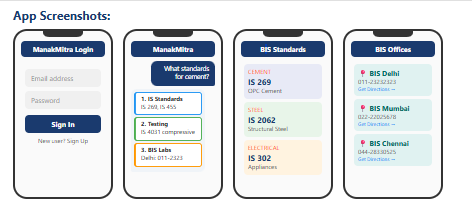 App Screenshots:
ManakMitra Login
Email address
Password
Sign In
New user? Sign Up
ManakMitra
What standards
for cement?
1. IS Standards
IS 269, IS 455
2. Testing
IS 4031 compressive
3. BIS Labs
Delhi: 011-2323
BIS Standards
CEMENT
IS 269
OPC Cement
STEEL
IS 2062
Structural Steel
ELECTRICAL
IS 302
Appliances
BIS Offices
BIS Delhi
011-23232323
Get Directions →
BIS Mumbai
022-22025678
Get Directions →
BIS Chennai
044-28330525
Get Directions →